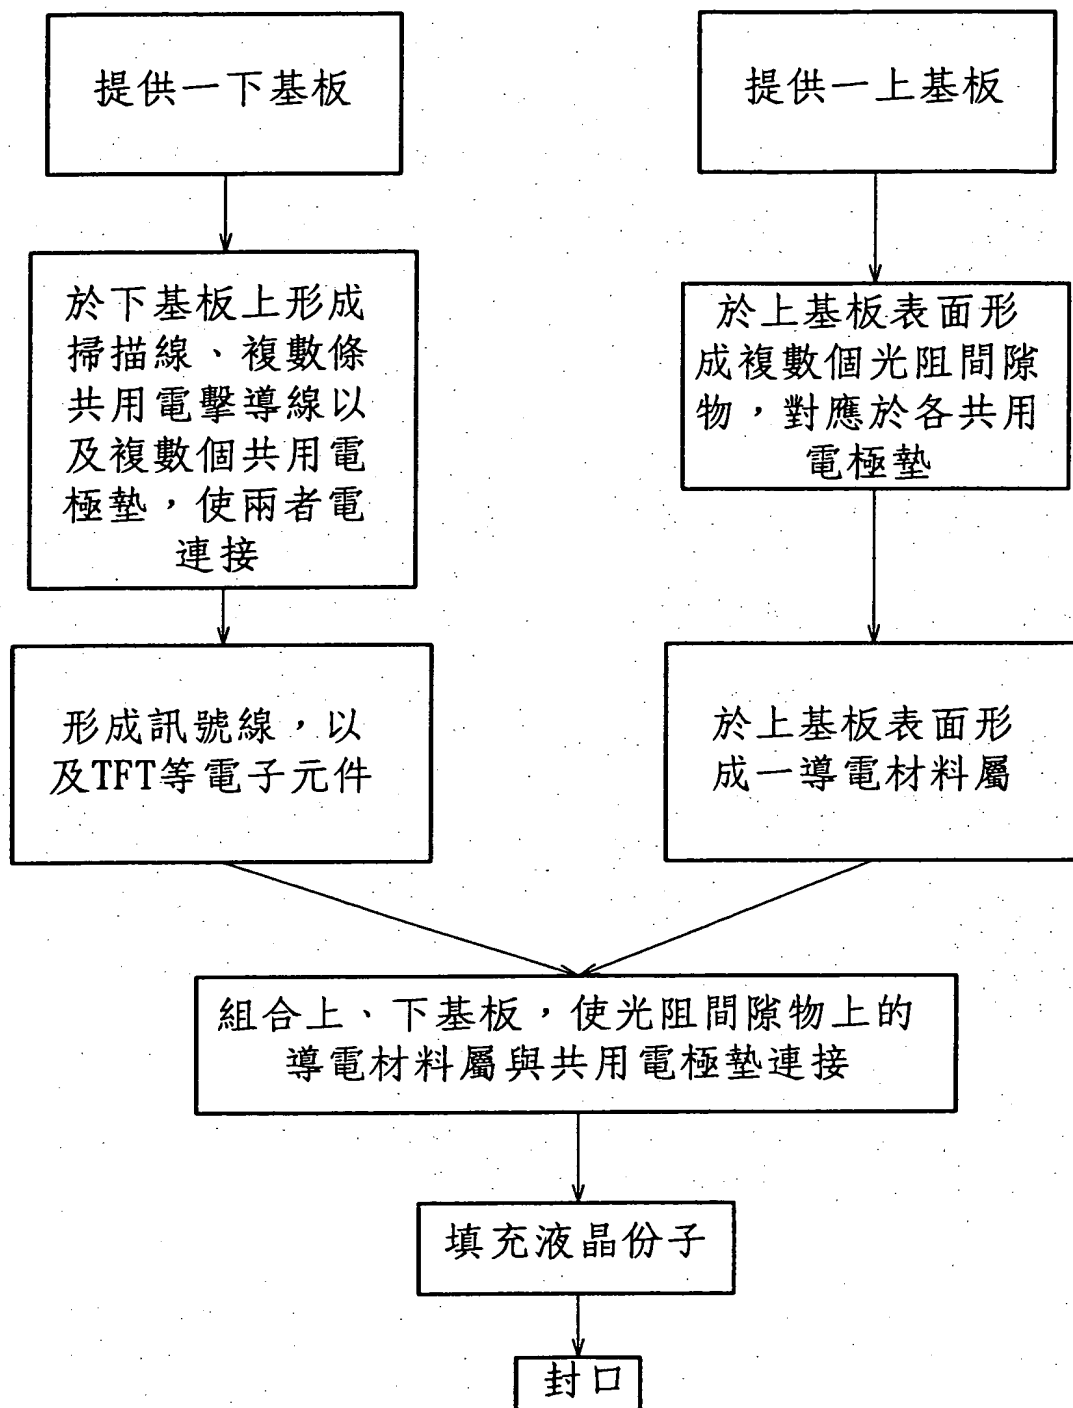 提供一下基板
提供一上基板
於下基板上形成
掃描線、複數條
共用電擊導線以
及複數個共用電
極墊，使兩者電
連接
於上基板表面形
成複數個光阻間隙
物，對應於各共用
電極墊
形成訊號線，以
及TFT等電子元件
於上基板表面形
成一導電材料屬
組合上、下基板，使光阻間隙物上的
導電材料屬與共用電極墊連接
填充液晶份子
封口